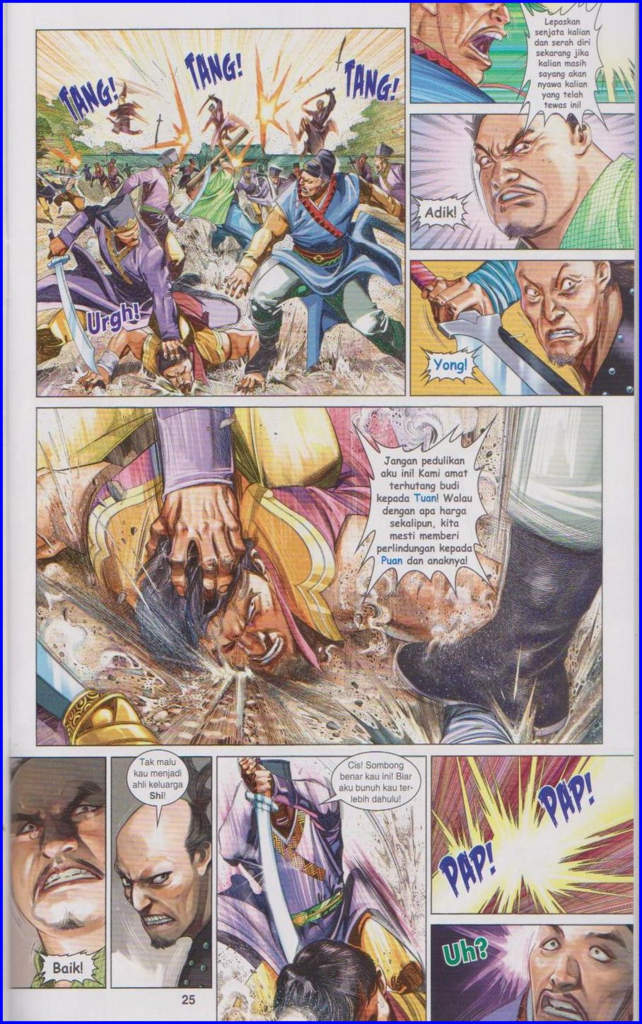 TANG!
TANG!
TANG!
Urgh!
Lepaskan
senjata kalian
dan serah diri
sekarang jika
kalian masih
sayang akan
nyawa kalian
yang telah
tewas ini!
Adik!
Yong!
Jangan pedulikan
aku ini! Kami amat
terhutang budi
kepada Tuan! Walau
dengan apa harga
sekalipun, kita
mesti memberi
perlindungan kepada
Puan dan anaknya!
Baik!
Tak malu
kau menjadi
ahli keluarga
Shi!
Cis! Sombong
benar kau ini! Biar
aku bunuh kau ter-
lebih dahulu!
PAP!
PAP!
Uh?
25